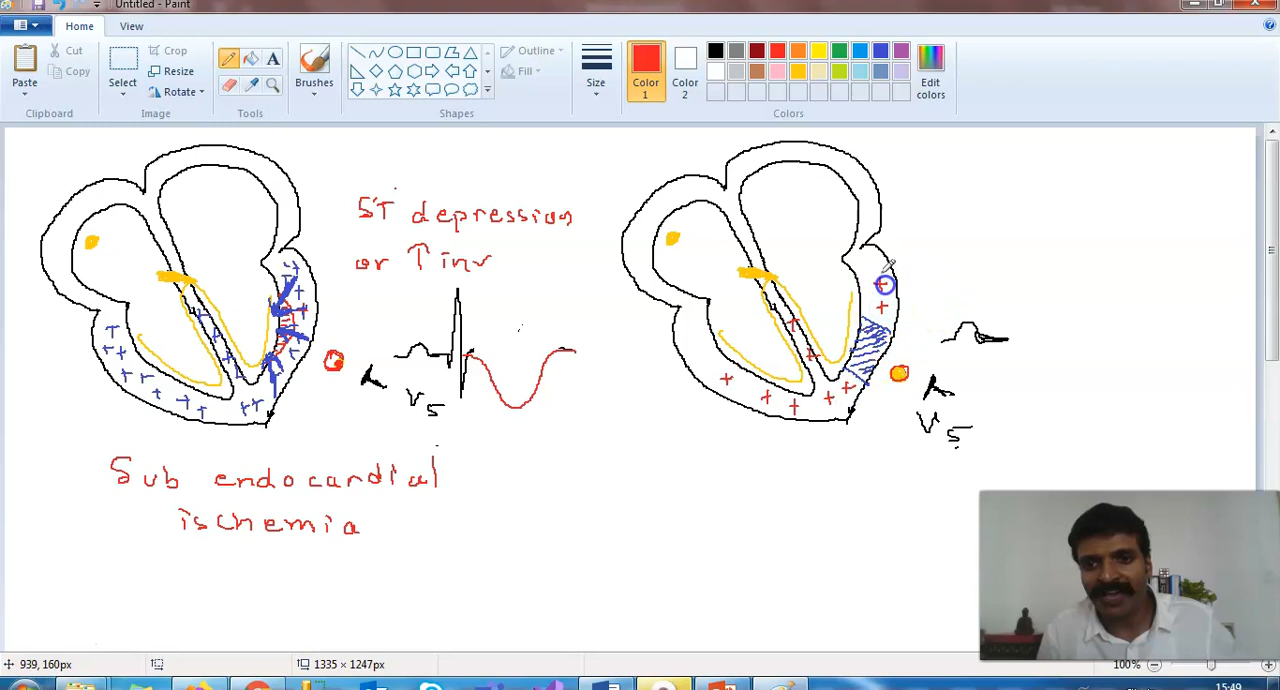 Untitled - Paint
Home
View
Paste
Cut
Copy
Clipboard
Select
Crop
Resize
Rotate
Image
A
Tools
Brushes
Shapes
Outline
Fill
Size
Color 1
Color 2
Edit colors
Colors
ST depression
or T inv
V5
Sub endocardial
ischemia
V5
939, 160px
1335 × 1247px
100%
15:49